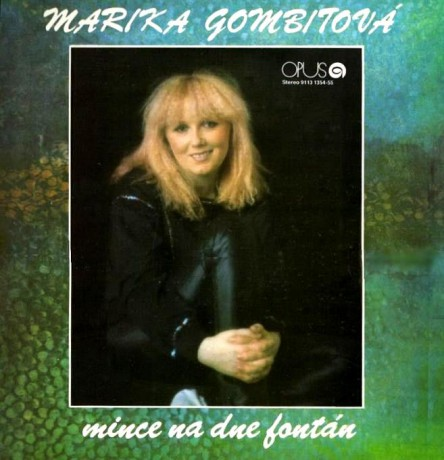 MARIKA GOMBITOVÁ
OPUS
Stereo 9113 1354-55
mince na dne fontán